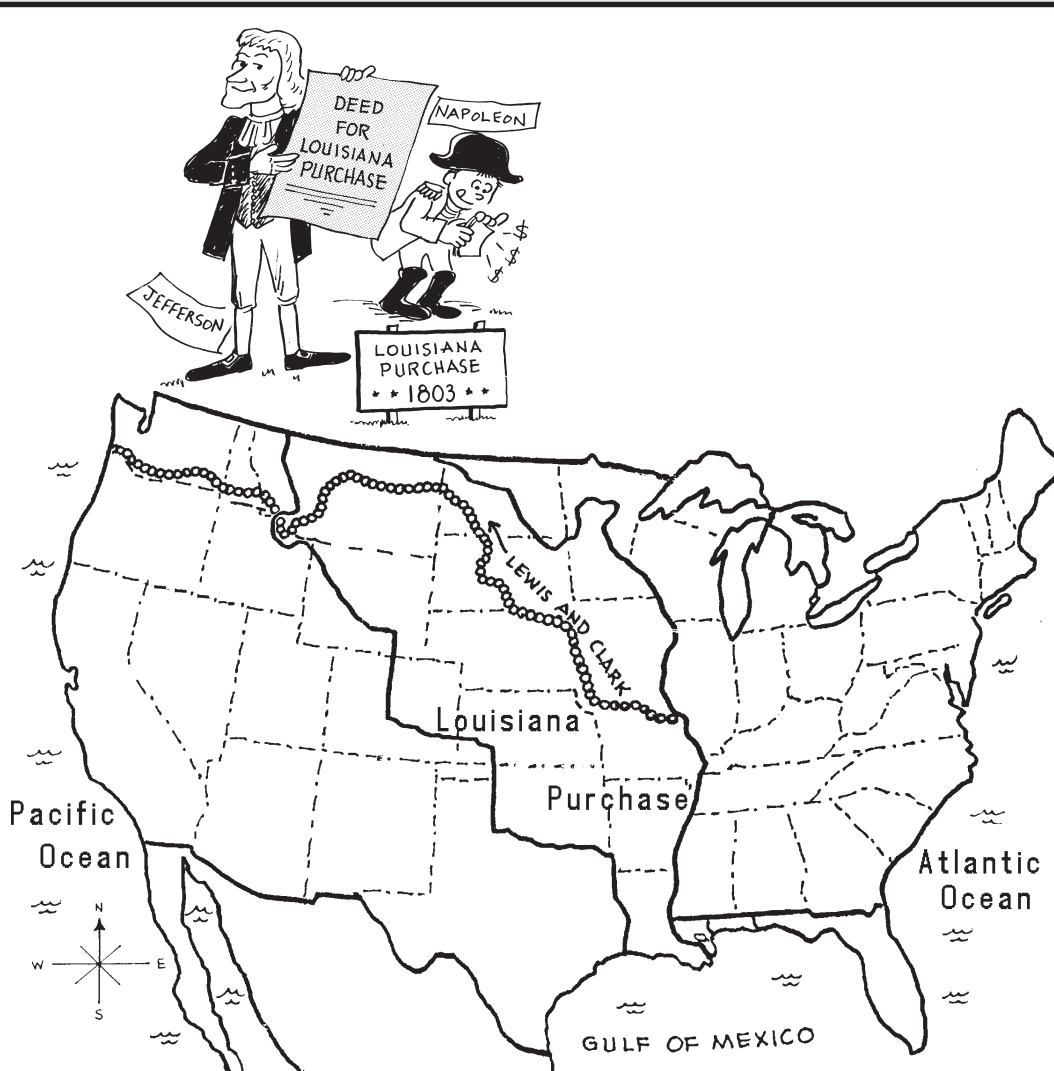 DEED
FOR
LOUISIANA
PURCHASE
NAPOLEON
$
$
$
JEFFERSON
LOUISIANA
PURCHASE
* * 1803 * *
LEWIS AND CLARK
Louisiana
Purchase
Pacific
Ocean
Atlantic
Ocean
N
W E
S
GULF OF MEXICO